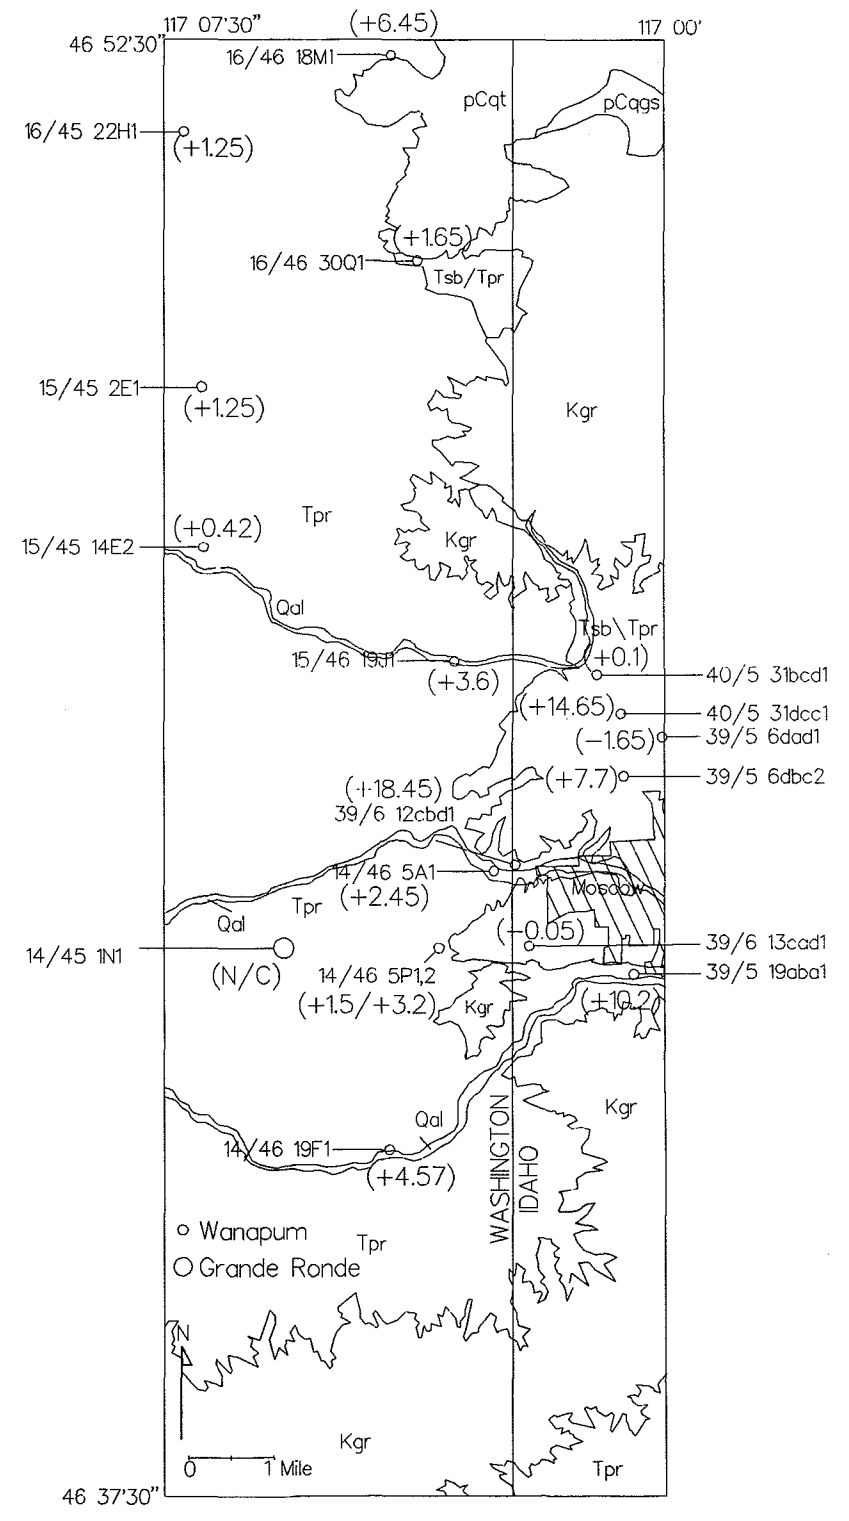 (+6.45)
117 07'30"
117 00'
46 52'30"
16/46 18M1
pCqt
pCqgs
16/45 22H1
(+1.25)
(+1.65)
16/46 30Q1
Tsb/Tpr
15/45 2E1
(+1.25)
Kgr
Tpr
(+0.42)
Kgr
15/45 14E2
Qal
Tsb\Tpr
15/46 19J1
+0.1)
(+3.6)
40/5 31bcd1
(+14.65)
40/5 31dcc1
(-1.65)
39/5 6dad1
(+7.7)
39/5 6dbc2
(+18.45)
39/6 12cbd1
14/46 5A1
Moscow
(+2.45)
Tpr
Qal
(+0.05)
39/6 13cad1
14/45 1N1
(N/C)
14/46 5P1,2
39/5 19aba1
(+1.5/+3.2)
Kgr
(+10.2)
Kgr
Qal
WASHINGTON
IDAHO
14/46 19F1
(+4.57)
Wanapum
Tpr
Grande Ronde
N
Kgr
0 1 Mile
Tpr
46 37'30"